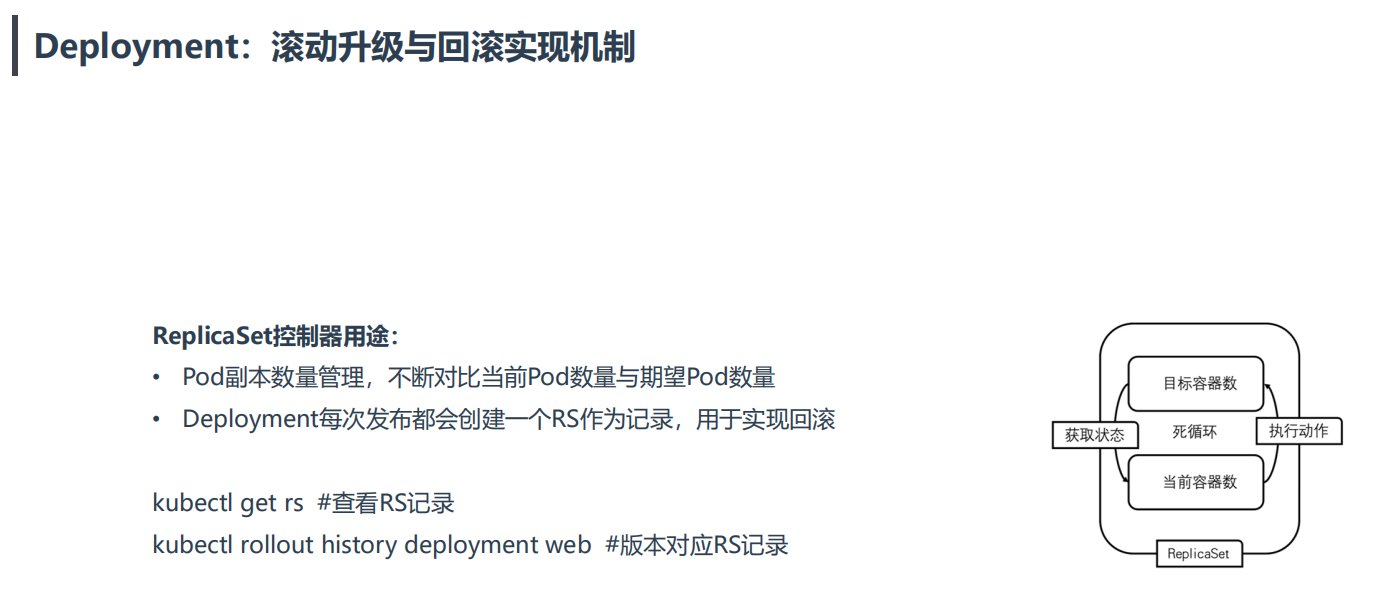 Deployment：滚动升级与回滚实现机制
ReplicaSet控制器用途：
• Pod副本数量管理，不断对比当前Pod数量与期望Pod数量
• Deployment每次发布都会创建一个RS作为记录，用于实现回滚
kubectl get rs  #查看RS记录
kubectl rollout history deployment web  #版本对应RS记录
目标容器数
获取状态
死循环
执行动作
当前容器数
ReplicaSet